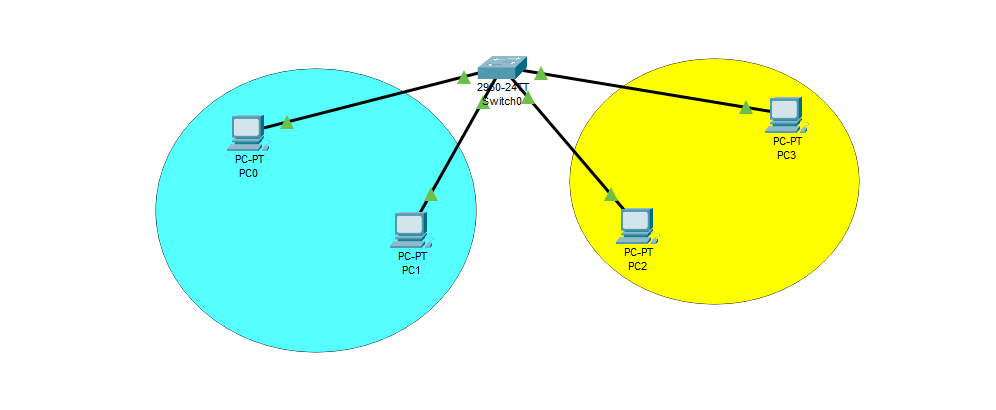 2960-24TT
Switch0
PC-PT
PC0
PC-PT
PC1
PC-PT
PC2
PC-PT
PC3